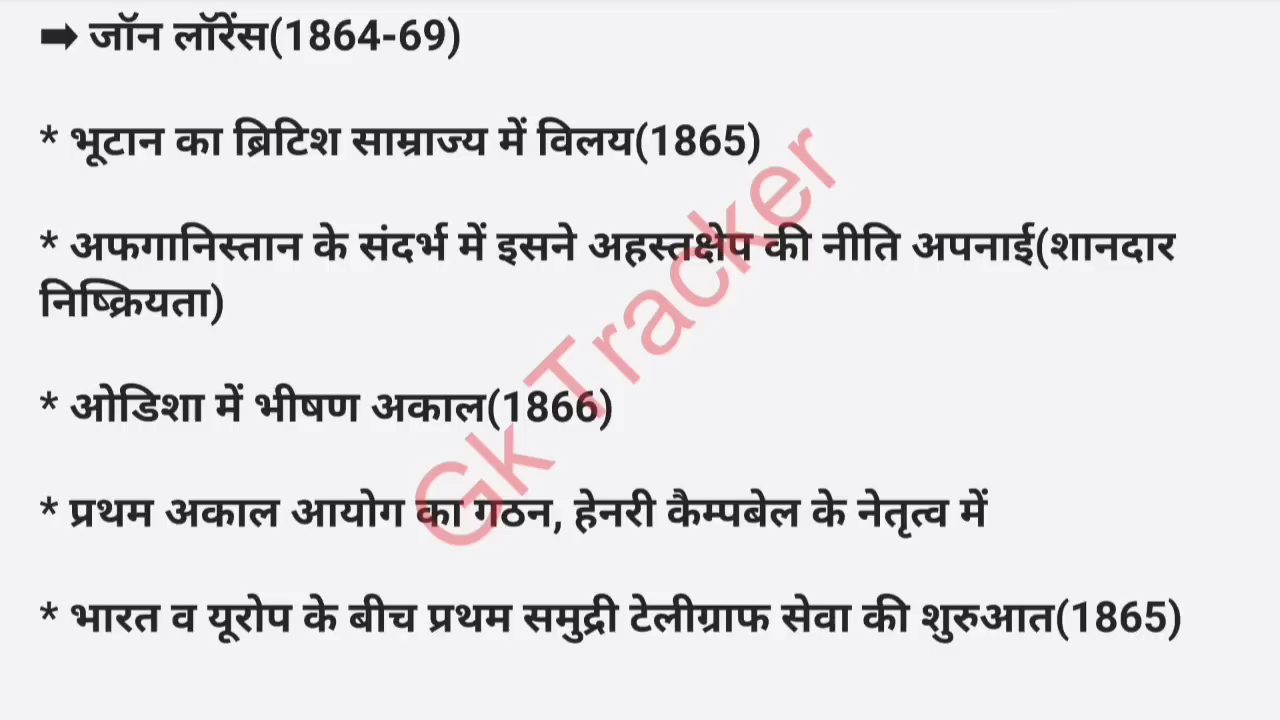 ➡ जॉन लॉरेंस(1864-69)
* भूटान का ब्रिटिश साम्राज्य में विलय(1865)
* अफगानिस्तान के संदर्भ में इसने अहस्तक्षेप की नीति अपनाई(शानदार
निष्क्रियता)
* ओडिशा में भीषण अकाल(1866)
* प्रथम अकाल आयोग का गठन, हेनरी कैम्पबेल के नेतृत्व में
* भारत व यूरोप के बीच प्रथम समुद्री टेलीग्राफ सेवा की शुरुआत(1865)
Gk Tracker